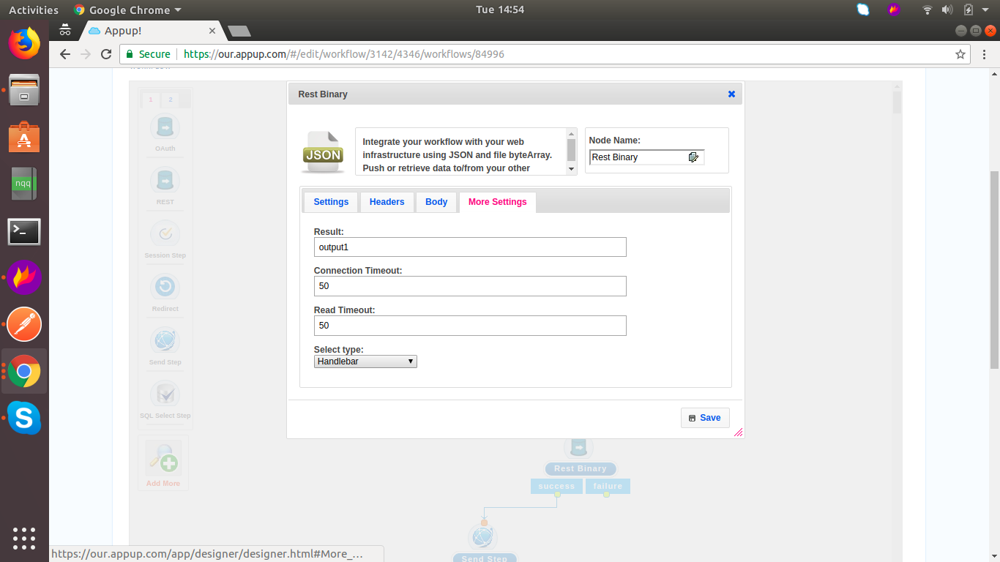 Activities
Google Chrome
Tue 14:54
Appup!
Secure
https://our.appup.com/#/edit/workflow/3142/4346/workflows/84996
1 2
OAuth
nqq
REST
Session Step
Redirect
Send Step
SQL Select Step
Add More
Rest Binary
JSON
Integrate your workflow with your web
infrastructure using JSON and file byteArray.
Push or retrieve data to/from your other
Node Name:
Rest Binary
Settings
Headers
Body
More Settings
Result:
output1
Connection Timeout:
50
Read Timeout:
50
Select type:
Handlebar
Save
Rest Binary
success
failure
Send Step
https://our.appup.com/app/designer/designer.html#More_…